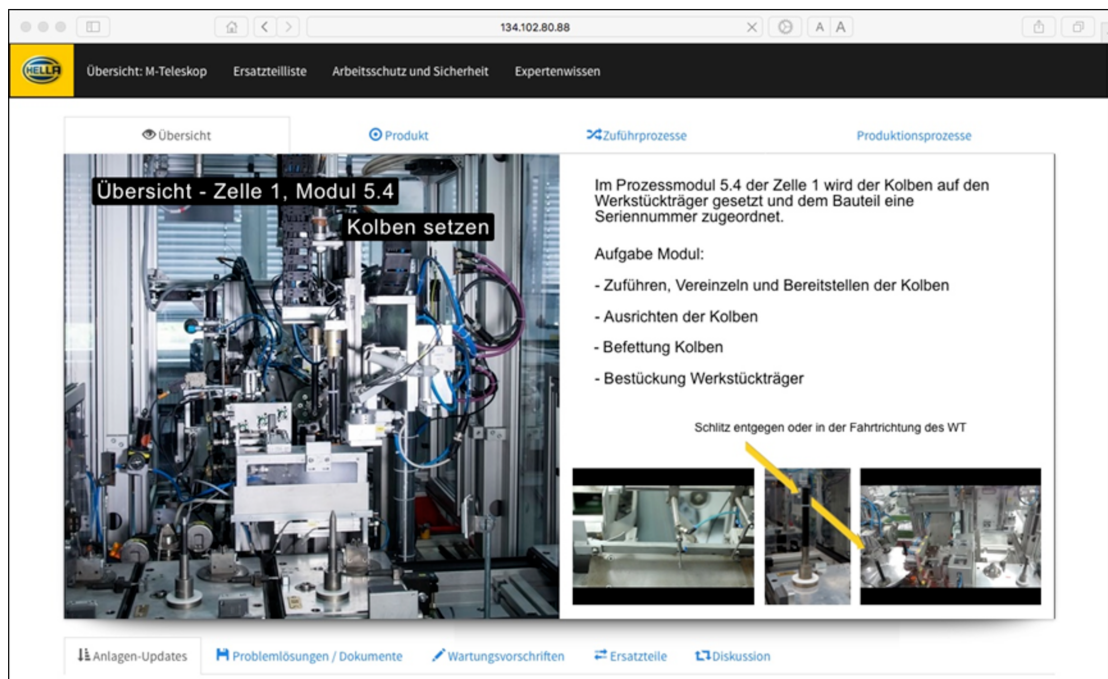 134.102.80.88
A A
HELLA
Übersicht: M-Teleskop Ersatzteilliste Arbeitsschutz und Sicherheit Expertenwissen
Übersicht Produkt Zuführprozesse Produktionsprozesse
Übersicht - Zelle 1, Modul 5.4
Kolben setzen
Im Prozessmodul 5.4 der Zelle 1 wird der Kolben auf den
Werkstückträger gesetzt und dem Bauteil eine
Seriennummer zugeordnet.
Aufgabe Modul:
- Zuführen, Vereinzeln und Bereitstellen der Kolben
- Ausrichten der Kolben
- Befettung Kolben
- Bestückung Werkstückträger
Schlitz entgegen oder in der Fahrtrichtung des WT
Anlagen-Updates Problemlösungen / Dokumente Wartungsvorschriften Ersatzteile Diskussion